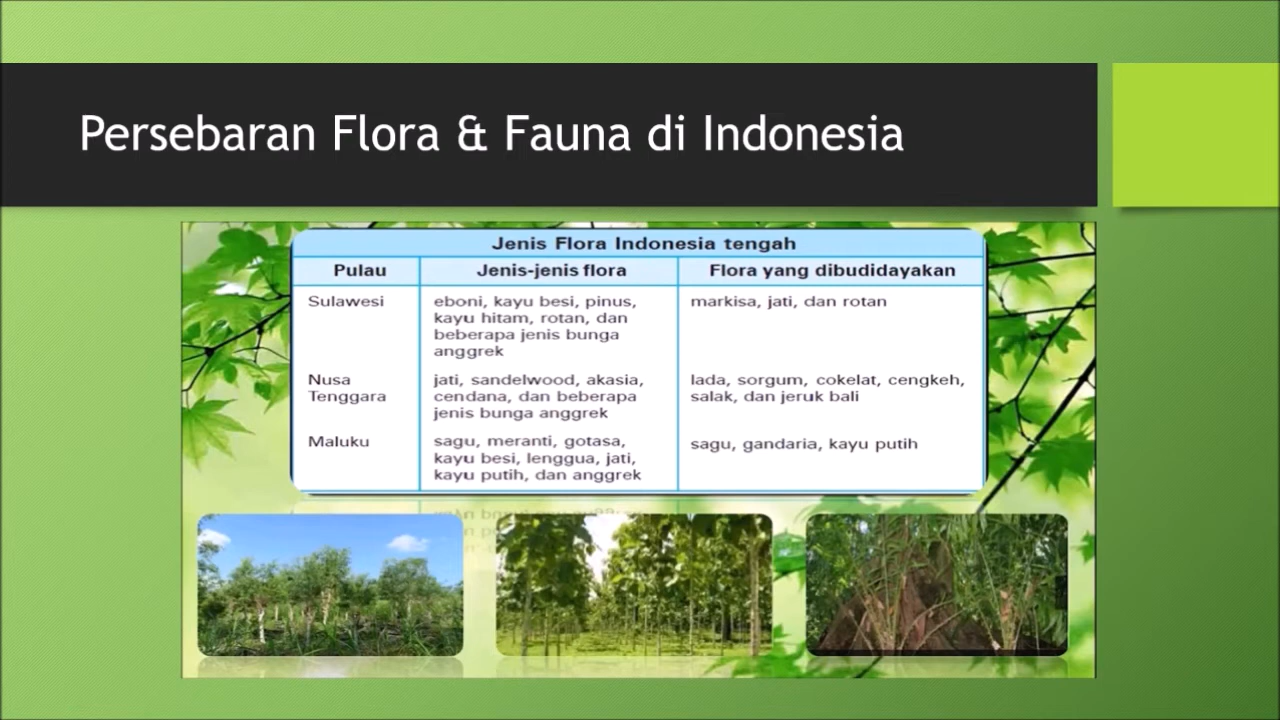 Persebaran Flora & Fauna di Indonesia
Jenis Flora Indonesia tengah
Pulau Jenis-jenis flora Flora yang dibudidayakan
Sulawesi eboni, kayu besi, pinus, markisa, jati, dan rotan
kayu hitam, rotan, dan
beberapa jenis bunga
anggrek
Nusa jati, sandelwood, akasia, lada, sorgum, cokelat, cengkeh,
Tenggara cendana, dan beberapa salak, dan jeruk bali
jenis bunga anggrek
Maluku sagu, meranti, gotasa, sagu, gandaria, kayu putih
kayu besi, lenggua, jati,
kayu putih, dan anggrek